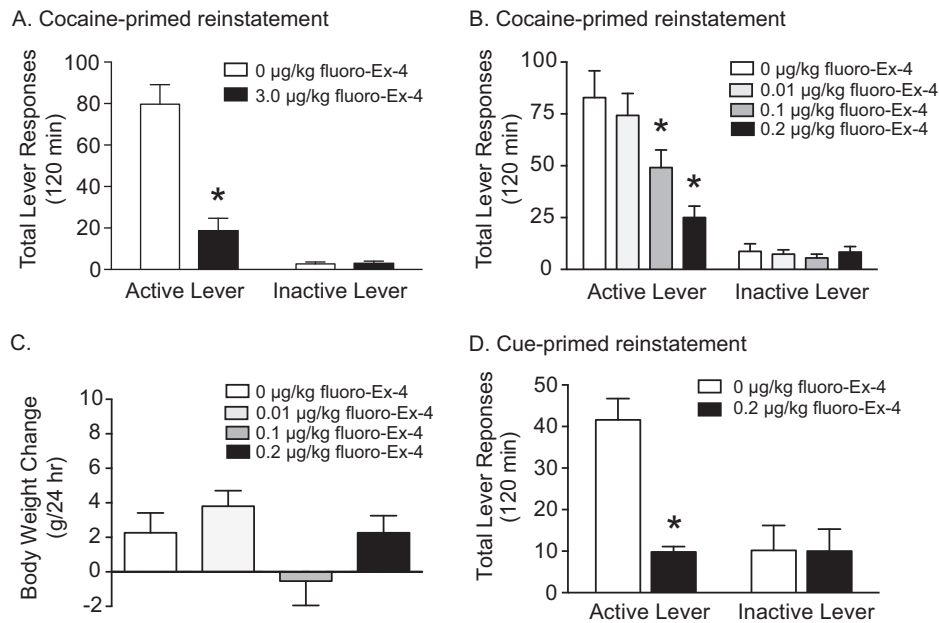 A. Cocaine-primed reinstatement
Total Lever Responses
(120 min)
100
80
60
40
20
0
0 µg/kg fluoro-Ex-4
3.0 µg/kg fluoro-Ex-4
*
Active Lever
Inactive Lever
B. Cocaine-primed reinstatement
Total Lever Responses
(120 min)
100
75
50
25
0
0 µg/kg fluoro-Ex-4
0.01 µg/kg fluoro-Ex-4
0.1 µg/kg fluoro-Ex-4
0.2 µg/kg fluoro-Ex-4
*
*
Active Lever
Inactive Lever
C.
Body Weight Change
(g/24 hr)
10
8
6
4
2
0
-2
0 µg/kg fluoro-Ex-4
0.01 µg/kg fluoro-Ex-4
0.1 µg/kg fluoro-Ex-4
0.2 µg/kg fluoro-Ex-4
D. Cue-primed reinstatement
Total Lever Reponses
(120 min)
50
40
30
20
10
0
0 µg/kg fluoro-Ex-4
0.2 µg/kg fluoro-Ex-4
*
Active Lever
Inactive Lever